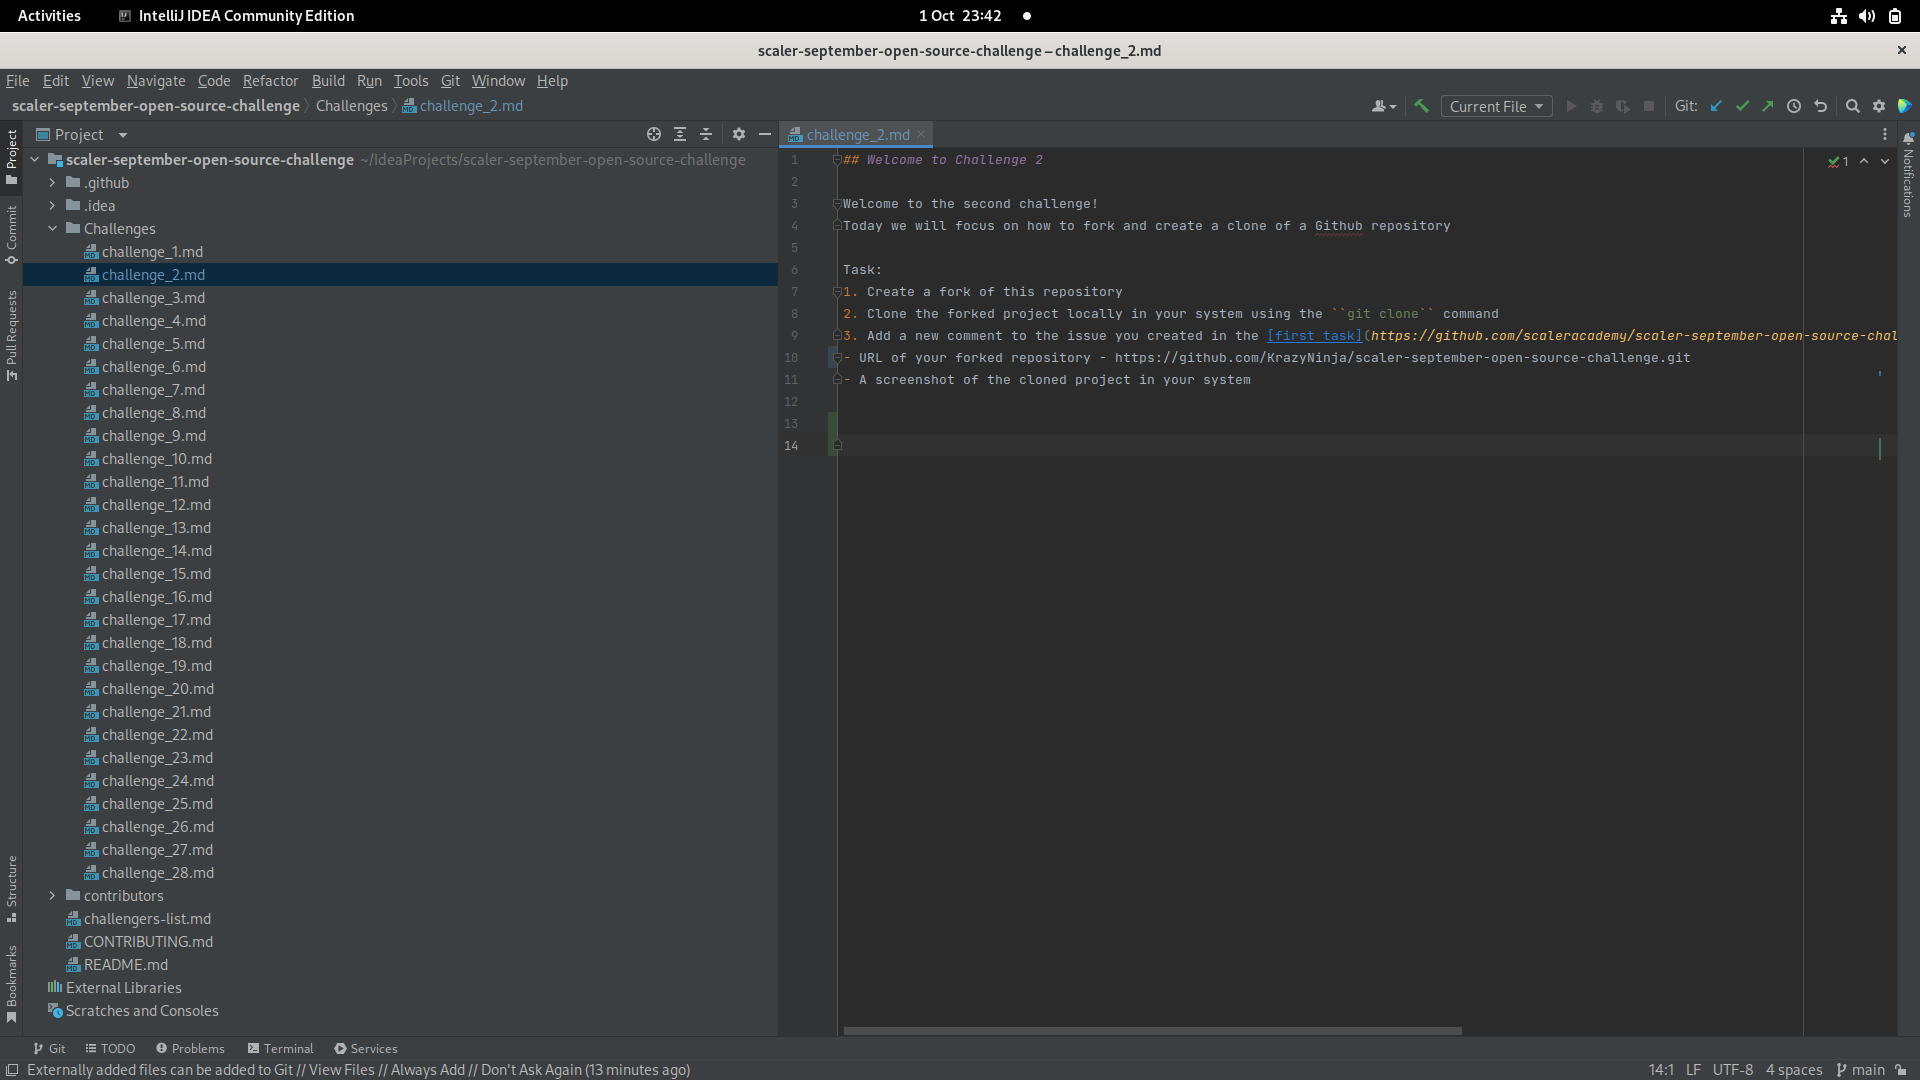 Activities
IntelliJ IDEA Community Edition
1 Oct 23:42
scaler-september-open-source-challenge – challenge_2.md
File Edit View Navigate Code Refactor Build Run Tools Git Window Help
scaler-september-open-source-challenge Challenges challenge_2.md
Current File
Git:
Project
challenge_2.md
scaler-september-open-source-challenge ~/IdeaProjects/scaler-september-open-source-challenge
.github
.idea
Challenges
challenge_1.md
challenge_2.md
challenge_3.md
challenge_4.md
challenge_5.md
challenge_6.md
challenge_7.md
challenge_8.md
challenge_9.md
challenge_10.md
challenge_11.md
challenge_12.md
challenge_13.md
challenge_14.md
challenge_15.md
challenge_16.md
challenge_17.md
challenge_18.md
challenge_19.md
challenge_20.md
challenge_21.md
challenge_22.md
challenge_23.md
challenge_24.md
challenge_25.md
challenge_26.md
challenge_27.md
challenge_28.md
contributors
challengers-list.md
CONTRIBUTING.md
README.md
External Libraries
Scratches and Consoles
1 ## Welcome to Challenge 2
2
3 Welcome to the second challenge!
4 Today we will focus on how to fork and create a clone of a Github repository
5
6 Task:
7 1. Create a fork of this repository
8 2. Clone the forked project locally in your system using the ``git clone`` command
9 3. Add a new comment to the issue you created in the [first task](https://github.com/scaleracademy/scaler-september-open-source-chal
10 - URL of your forked repository - https://github.com/KrazyNinja/scaler-september-open-source-challenge.git
11 - A screenshot of the cloned project in your system
12
13
14
1
Project
Commit
Pull Requests
Structure
Bookmarks
Notifications
Git TODO Problems Terminal Services
Externally added files can be added to Git // View Files // Always Add // Don't Ask Again (13 minutes ago)
14:1 LF UTF-8 4 spaces main